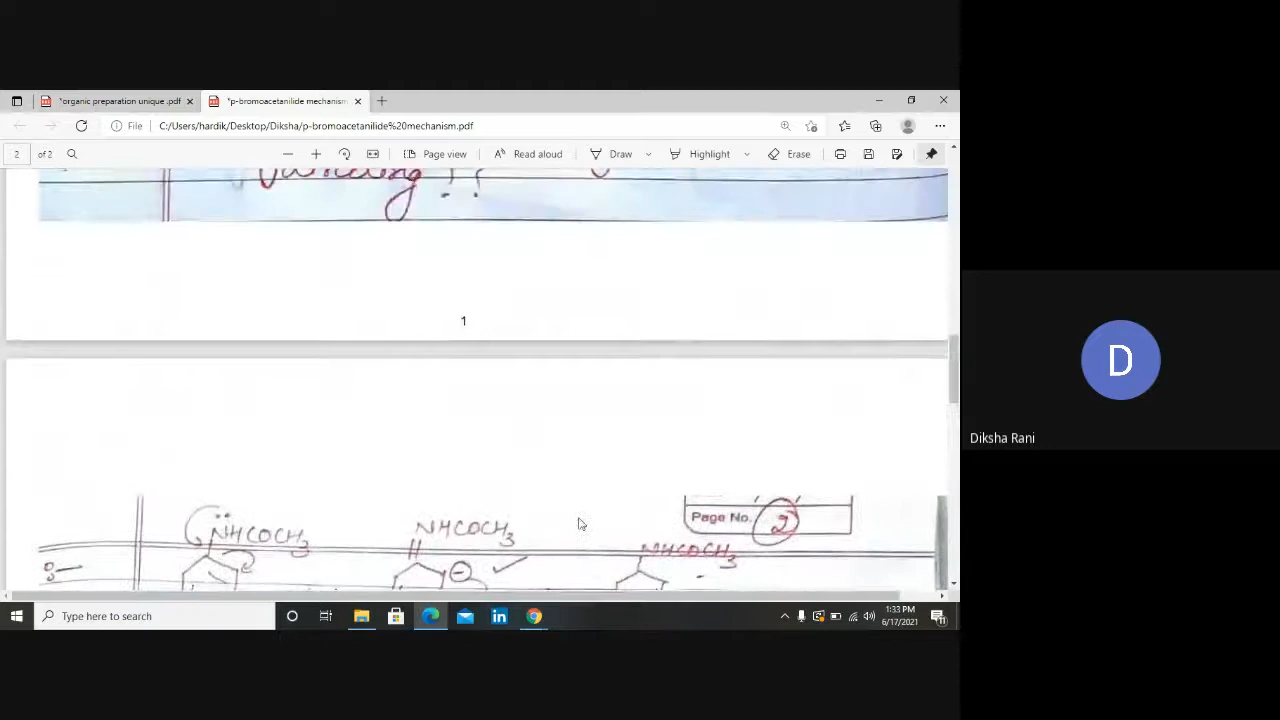 *organic preparation unique .pdf
*p-bromoacetanilide mechanism
File
C:/Users/hardik/Desktop/Diksha/p-bromoacetanilide%20mechanism.pdf
2 of 2
Page view
Read aloud
Draw
Highlight
Erase
!!
1
Page No. 2
NHCOCH3
NHCOCH3
NHCOCH3
D
Diksha Rani
Type here to search
1:33 PM
6/17/2021
11